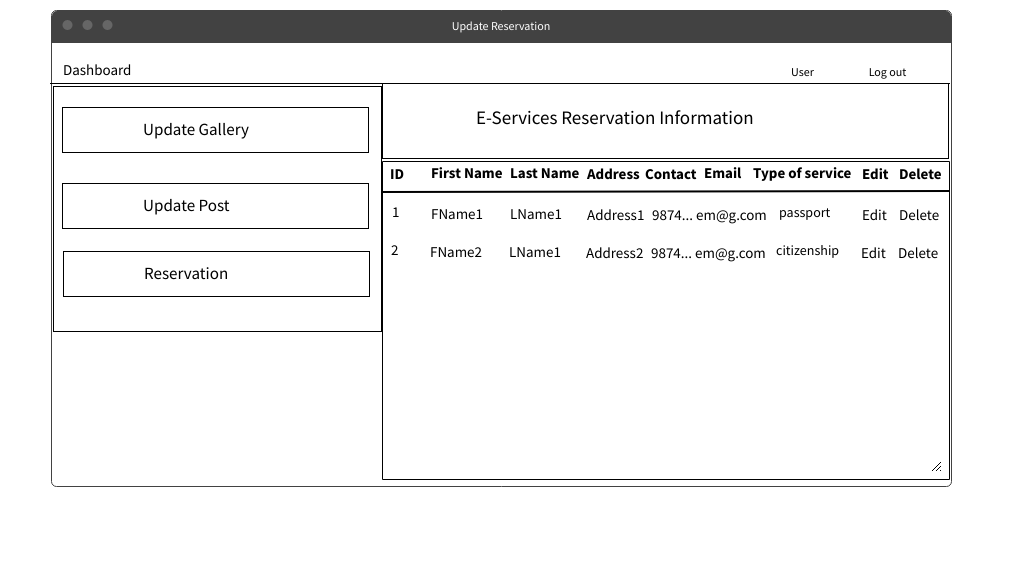 Update Reservation
Dashboard User Log out
Update Gallery
Update Post
Reservation
E-Services Reservation Information
ID First Name Last Name Address Contact Email Type of service Edit Delete
1 FName1 LName1 Address1 9874... em@g.com passport Edit Delete
2 FName2 LName1 Address2 9874... em@g.com citizenship Edit Delete